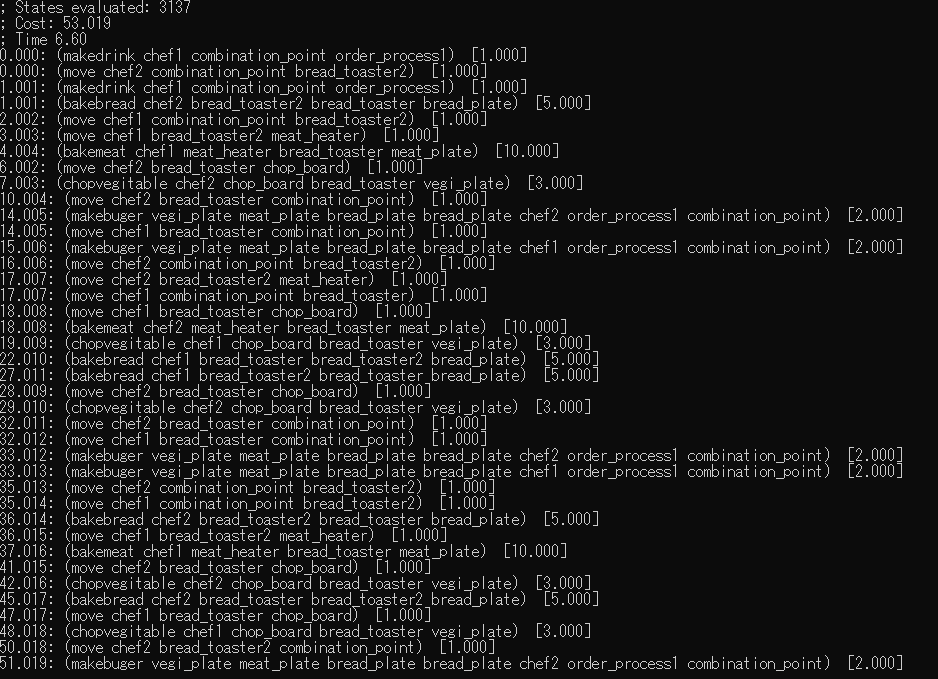 ; States evaluated: 3137
; Cost: 53.019
; Time 6.60
0.000: (makedrink chef1 combination_point order_process1)  [1.000]
0.000: (move chef2 combination_point bread_toaster2)  [1.000]
1.001: (makedrink chef1 combination_point order_process1)  [1.000]
1.001: (bakebread chef2 bread_toaster2 bread_toaster bread_plate)  [5.000]
2.002: (move chef1 combination_point bread_toaster2)  [1.000]
3.003: (move chef1 bread_toaster2 meat_heater)  [1.000]
4.004: (bakemeat chef1 meat_heater bread_toaster meat_plate)  [10.000]
6.002: (move chef2 bread_toaster chop_board)  [1.000]
7.003: (chopvegitable chef2 chop_board bread_toaster vegi_plate)  [3.000]
10.004: (move chef2 bread_toaster combination_point)  [1.000]
14.005: (makebuger vegi_plate meat_plate bread_plate bread_plate chef2 order_process1 combination_point)  [2.000]
14.005: (move chef1 bread_toaster combination_point)  [1.000]
15.006: (makebuger vegi_plate meat_plate bread_plate bread_plate chef1 order_process1 combination_point)  [2.000]
16.006: (move chef2 combination_point bread_toaster2)  [1.000]
17.007: (move chef2 bread_toaster2 meat_heater)  [1.000]
17.007: (move chef1 combination_point bread_toaster)  [1.000]
18.008: (move chef1 bread_toaster chop_board)  [1.000]
18.008: (bakemeat chef2 meat_heater bread_toaster meat_plate)  [10.000]
19.009: (chopvegitable chef1 chop_board bread_toaster vegi_plate)  [3.000]
22.010: (bakebread chef1 bread_toaster bread_toaster2 bread_plate)  [5.000]
27.011: (bakebread chef1 bread_toaster2 bread_toaster bread_plate)  [5.000]
28.009: (move chef2 bread_toaster chop_board)  [1.000]
29.010: (chopvegitable chef2 chop_board bread_toaster vegi_plate)  [3.000]
32.011: (move chef2 bread_toaster combination_point)  [1.000]
32.012: (move chef1 bread_toaster combination_point)  [1.000]
33.012: (makebuger vegi_plate meat_plate bread_plate bread_plate chef2 order_process1 combination_point)  [2.000]
33.013: (makebuger vegi_plate meat_plate bread_plate bread_plate chef1 order_process1 combination_point)  [2.000]
35.013: (move chef2 combination_point bread_toaster2)  [1.000]
35.014: (move chef1 combination_point bread_toaster2)  [1.000]
36.014: (bakebread chef2 bread_toaster2 bread_toaster bread_plate)  [5.000]
36.015: (move chef1 bread_toaster2 meat_heater)  [1.000]
37.016: (bakemeat chef1 meat_heater bread_toaster meat_plate)  [10.000]
41.015: (move chef2 bread_toaster chop_board)  [1.000]
42.016: (chopvegitable chef2 chop_board bread_toaster vegi_plate)  [3.000]
45.017: (bakebread chef2 bread_toaster bread_toaster2 bread_plate)  [5.000]
47.017: (move chef1 bread_toaster chop_board)  [1.000]
48.018: (chopvegitable chef1 chop_board bread_toaster vegi_plate)  [3.000]
50.018: (move chef2 bread_toaster2 combination_point)  [1.000]
51.019: (makebuger vegi_plate meat_plate bread_plate bread_plate chef2 order_process1 combination_point)  [2.000]